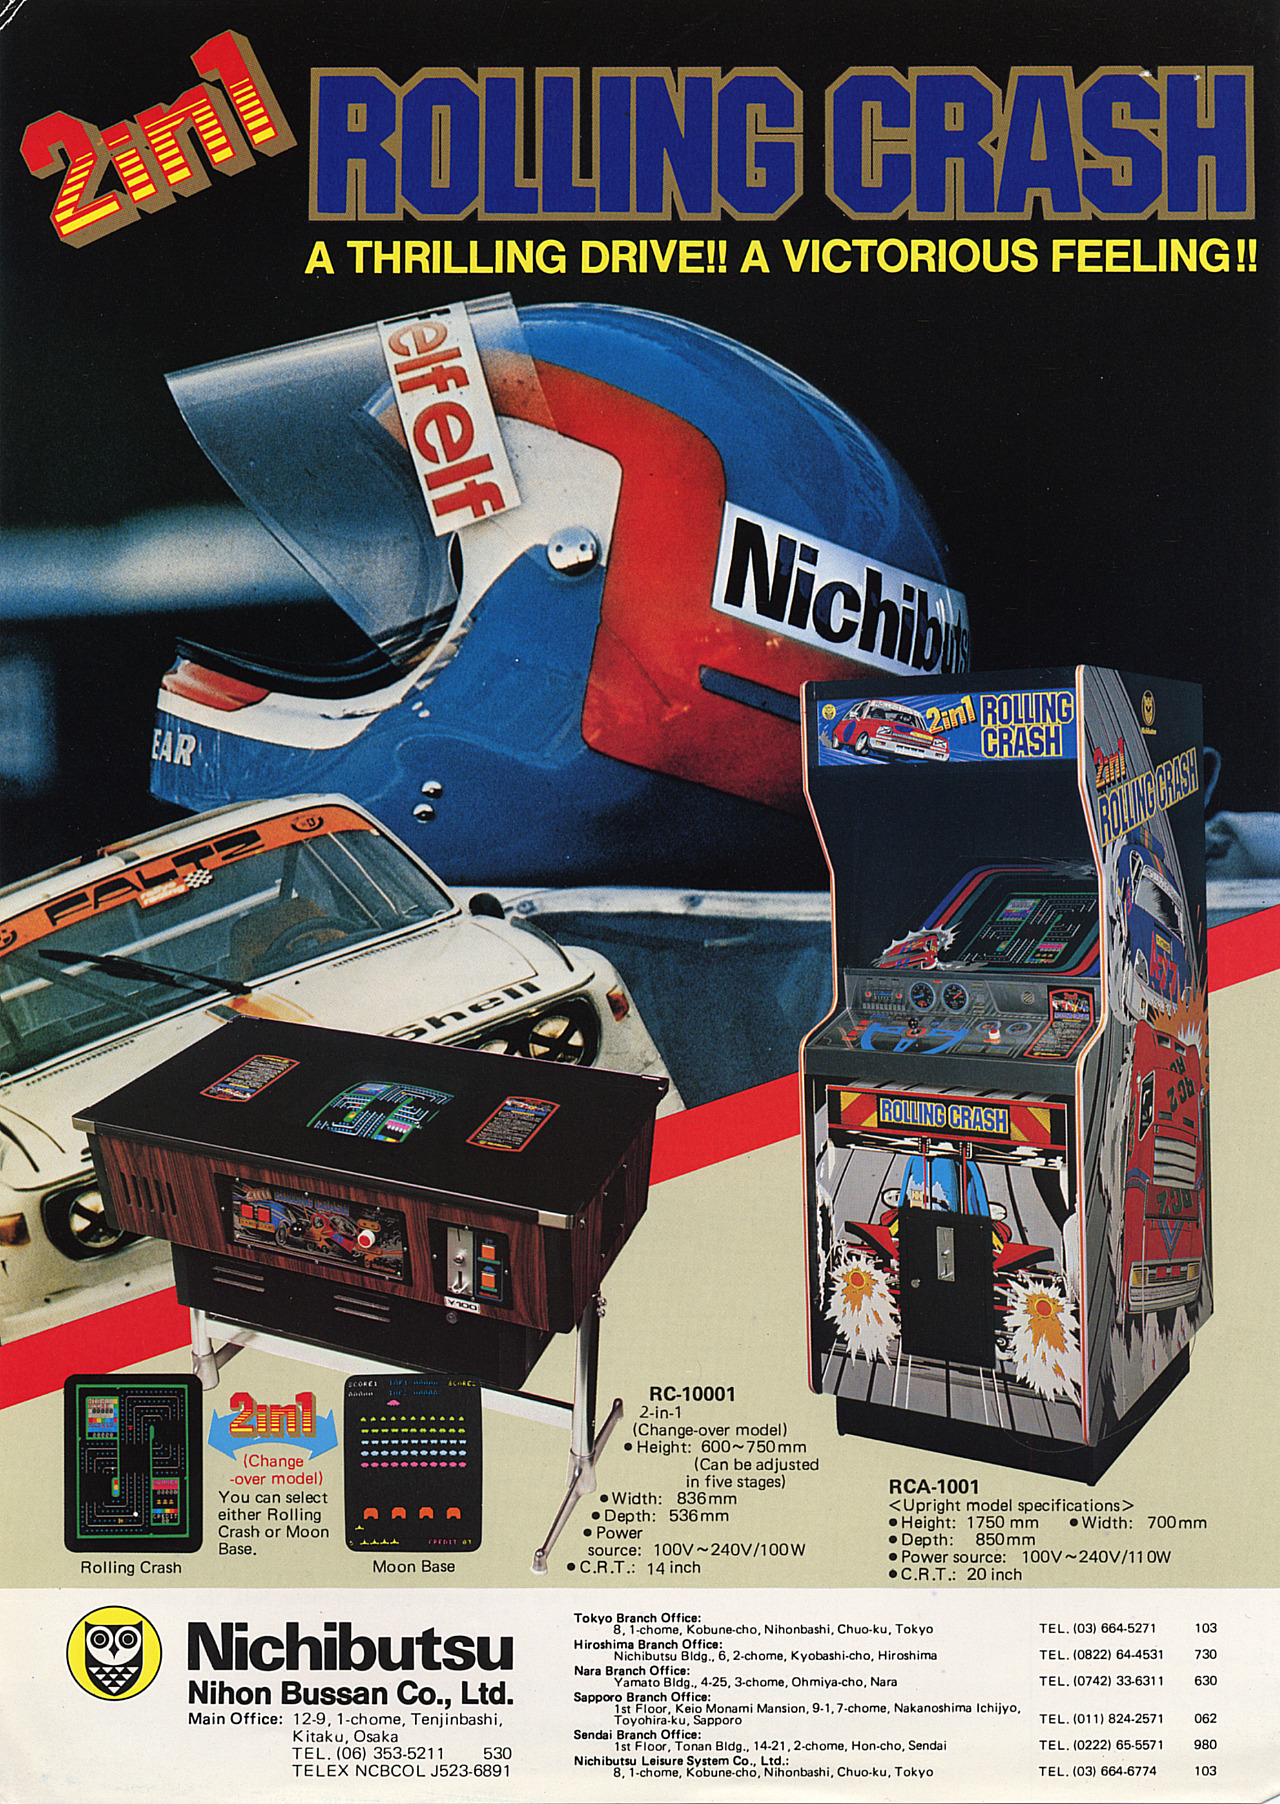 2in1
ROLLING CRASH
A THRILLING DRIVE!! A VICTORIOUS FEELING!!
elf elf
Nichibuts
EAR
FALTZ
Shell
2in1 ROLLING
CRASH
Nichibutsu
2in1
ROLLING CRASH
ROLLING CRASH
ROLLING CRASH
¥100
SCORE1
CREDIT 03
2in1
(Change
-over model)
You can select
either Rolling
Crash or Moon
Base.
Rolling Crash
Moon Base
RC-10001
2-in-1
(Change-over model)
●Height: 600~750mm
(Can be adjusted
in five stages)
●Width: 836mm
●Depth: 536mm
●Power
source: 100V~240V/100W
●C.R.T.: 14inch
RCA-1001
<Upright model specifications>
●Height: 1750 mm ●Width: 700mm
●Depth: 850mm
●Power source: 100V~240V/110W
●C.R.T.: 20 inch
Nichibutsu
Nihon Bussan Co., Ltd.
Main Office: 12-9, 1-chome, Tenjinbashi,
Kitaku, Osaka
TEL. (06) 353-5211 530
TELEX NCBCOL J523-6891
Tokyo Branch Office:
8, 1-chome, Kobune-cho, Nihonbashi, Chuo-ku, Tokyo TEL. (03) 664-5271 103
Hiroshima Branch Office:
Nichibutsu Bldg., 6, 2-chome, Kyobashi-cho, Hiroshima TEL. (0822) 64-4531 730
Nara Branch Office:
Yamato Bldg., 4-25, 3-chome, Ohmiya-cho, Nara TEL. (0742) 33-6311 630
Sapporo Branch Office:
1st Floor, Keio Monami Mansion, 9-1, 7-chome, Nakanoshima Ichijyo,
Toyohira-ku, Sapporo TEL. (011) 824-2571 062
Sendai Branch Office:
1st Floor, Tonan Bldg., 14-21, 2-chome, Hon-cho, Sendai TEL. (0222) 65-5571 980
Nichibutsu Leisure System Co., Ltd.:
8, 1-chome, Kobune-cho, Nihonbashi, Chuo-ku, Tokyo TEL. (03) 664-6774 103